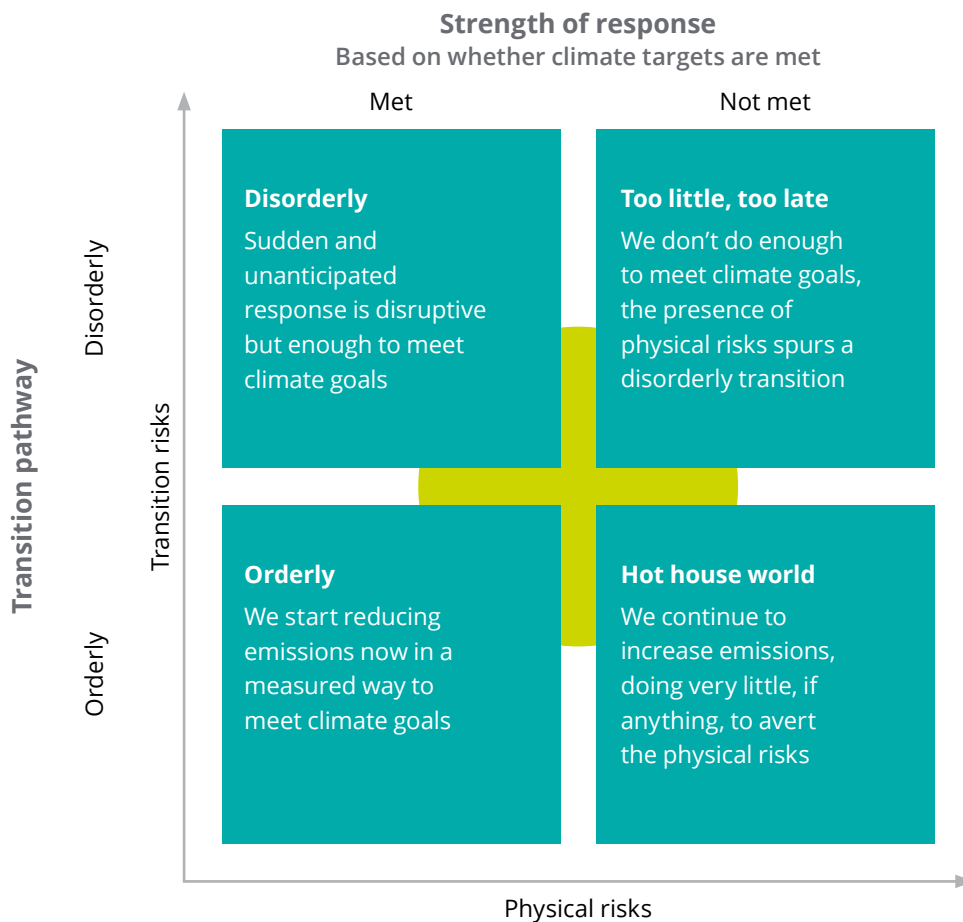 Strength of response
Based on whether climate targets are met
Met
Not met
Transition pathway
Disorderly
Orderly
Transition risks
Disorderly
Sudden and
unanticipated
response is disruptive
but enough to meet
climate goals
Too little, too late
We don’t do enough
to meet climate goals,
the presence of
physical risks spurs a
disorderly transition
Orderly
We start reducing
emissions now in a
measured way to
meet climate goals
Hot house world
We continue to
increase emissions,
doing very little, if
anything, to avert
the physical risks
Physical risks